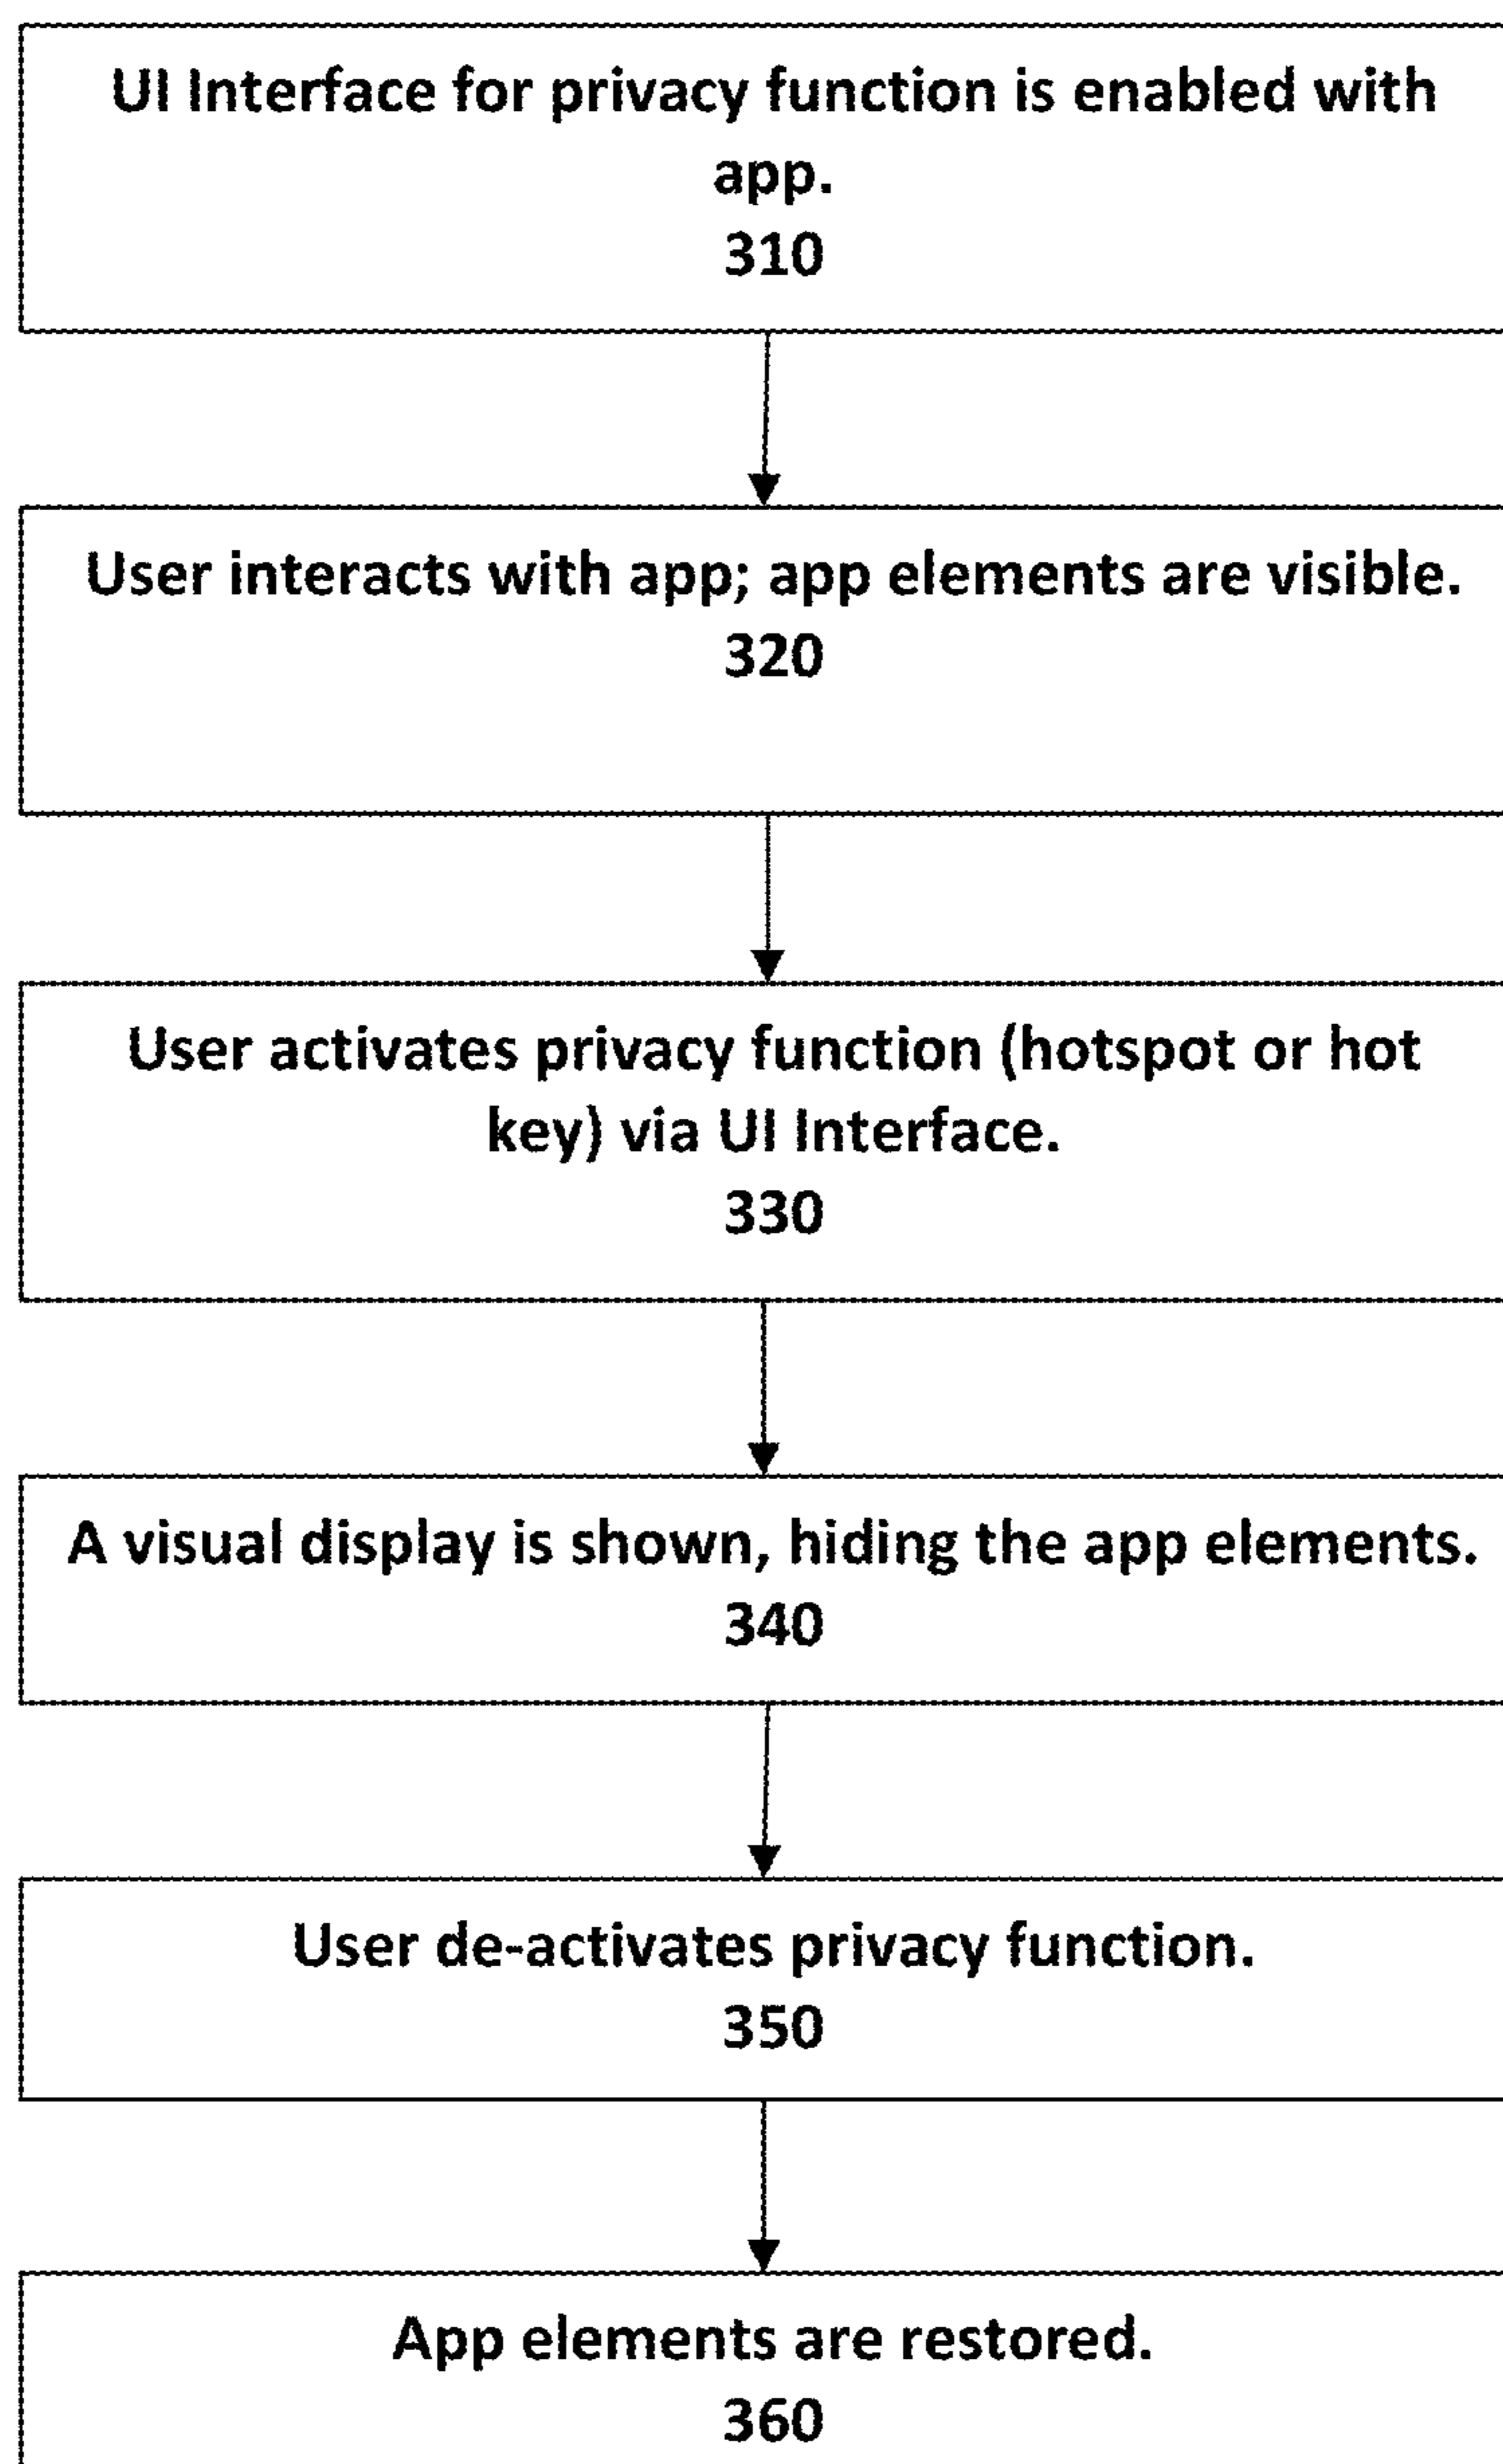 UI Interface for privacy function is enabled with
app.
310
User interacts with app; app elements are visible.
320
User activates privacy function (hotspot or hot
key) via UI Interface.
330
A visual display is shown, hiding the app elements.
340
User de-activates privacy function.
350
App elements are restored.
360